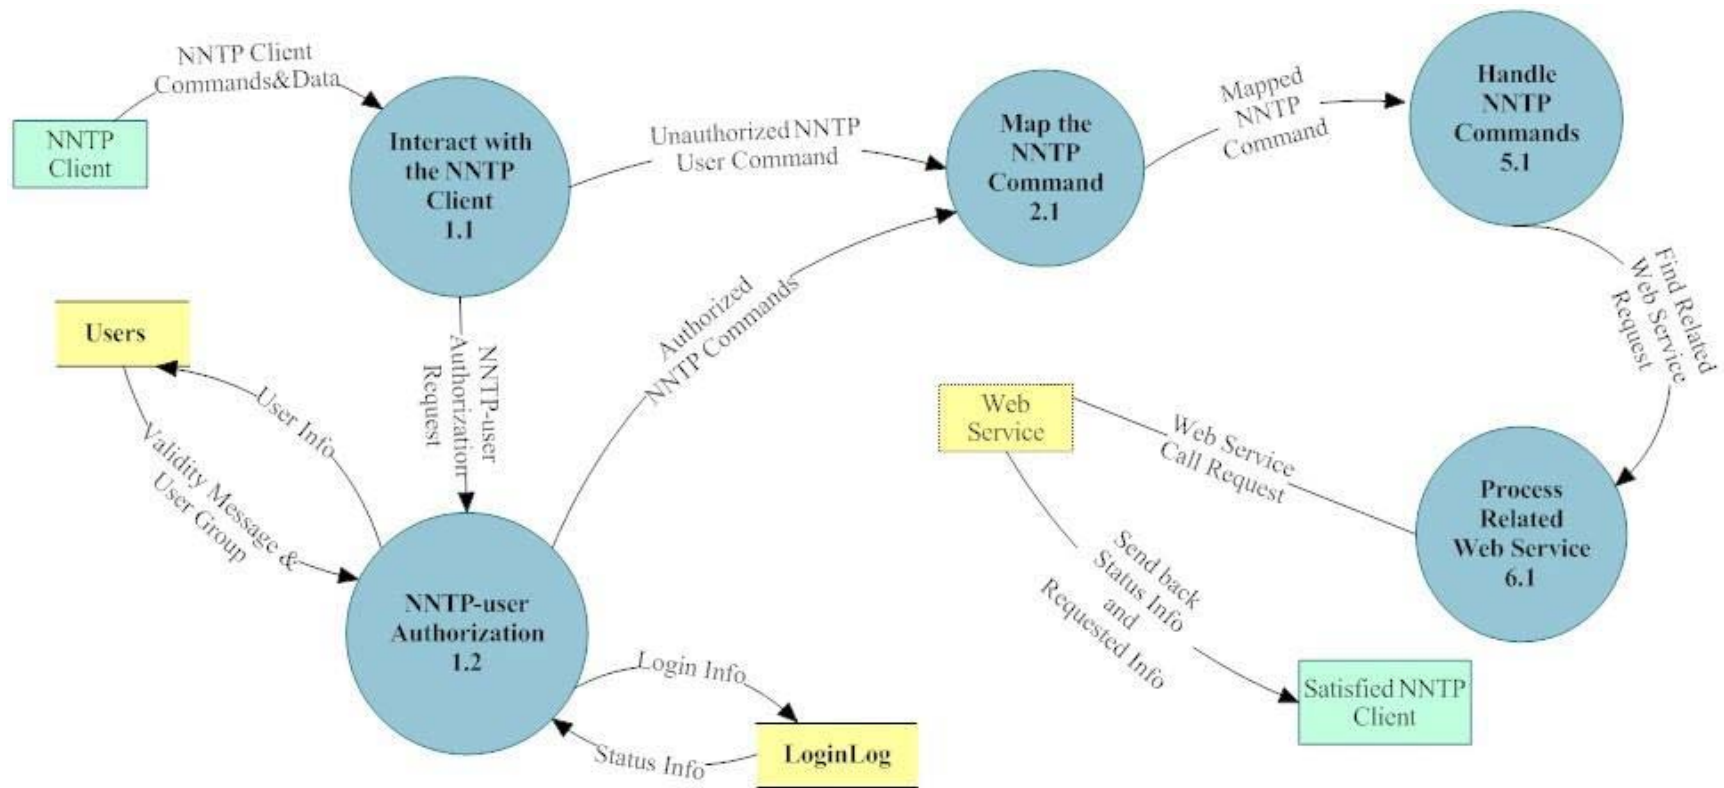 NNTP Client
Commands&Data
NNTP
Client
Interact with
the NNTP
Client
1.1
Unauthorized NNTP
User Command
Map the
NNTP
Command
2.1
Mapped
NNTP
Command
Handle
NNTP
Commands
5.1
Find Related
Web Service
Request
Users
User Info
Validity Message &
User Group
NNTP-user
Authorization
Request
Authorized
NNTP Commands
Web
Service
Web Service
Call Request
Process
Related
Web Service
6.1
Send back
Status Info
and
Requested Info
NNTP-user
Authorization
1.2
Login Info
Status Info
LoginLog
Satisfied NNTP
Client